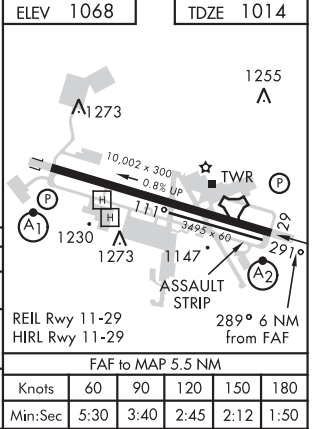 ELEV 1068
TDZE 1014
1255
1273
10,002 x 300
0.8% UP
TWR
P
P
H
H
11
111°
29
A1
3495 x 60
291°
1230
1273
1147
A2
ASSAULT
STRIP
REIL Rwy 11-29
HIRL Rwy 11-29
289° 6 NM
from FAF
FAF to MAP 5.5 NM
Knots 60 90 120 150 180
Min:Sec 5:30 3:40 2:45 2:12 1:50